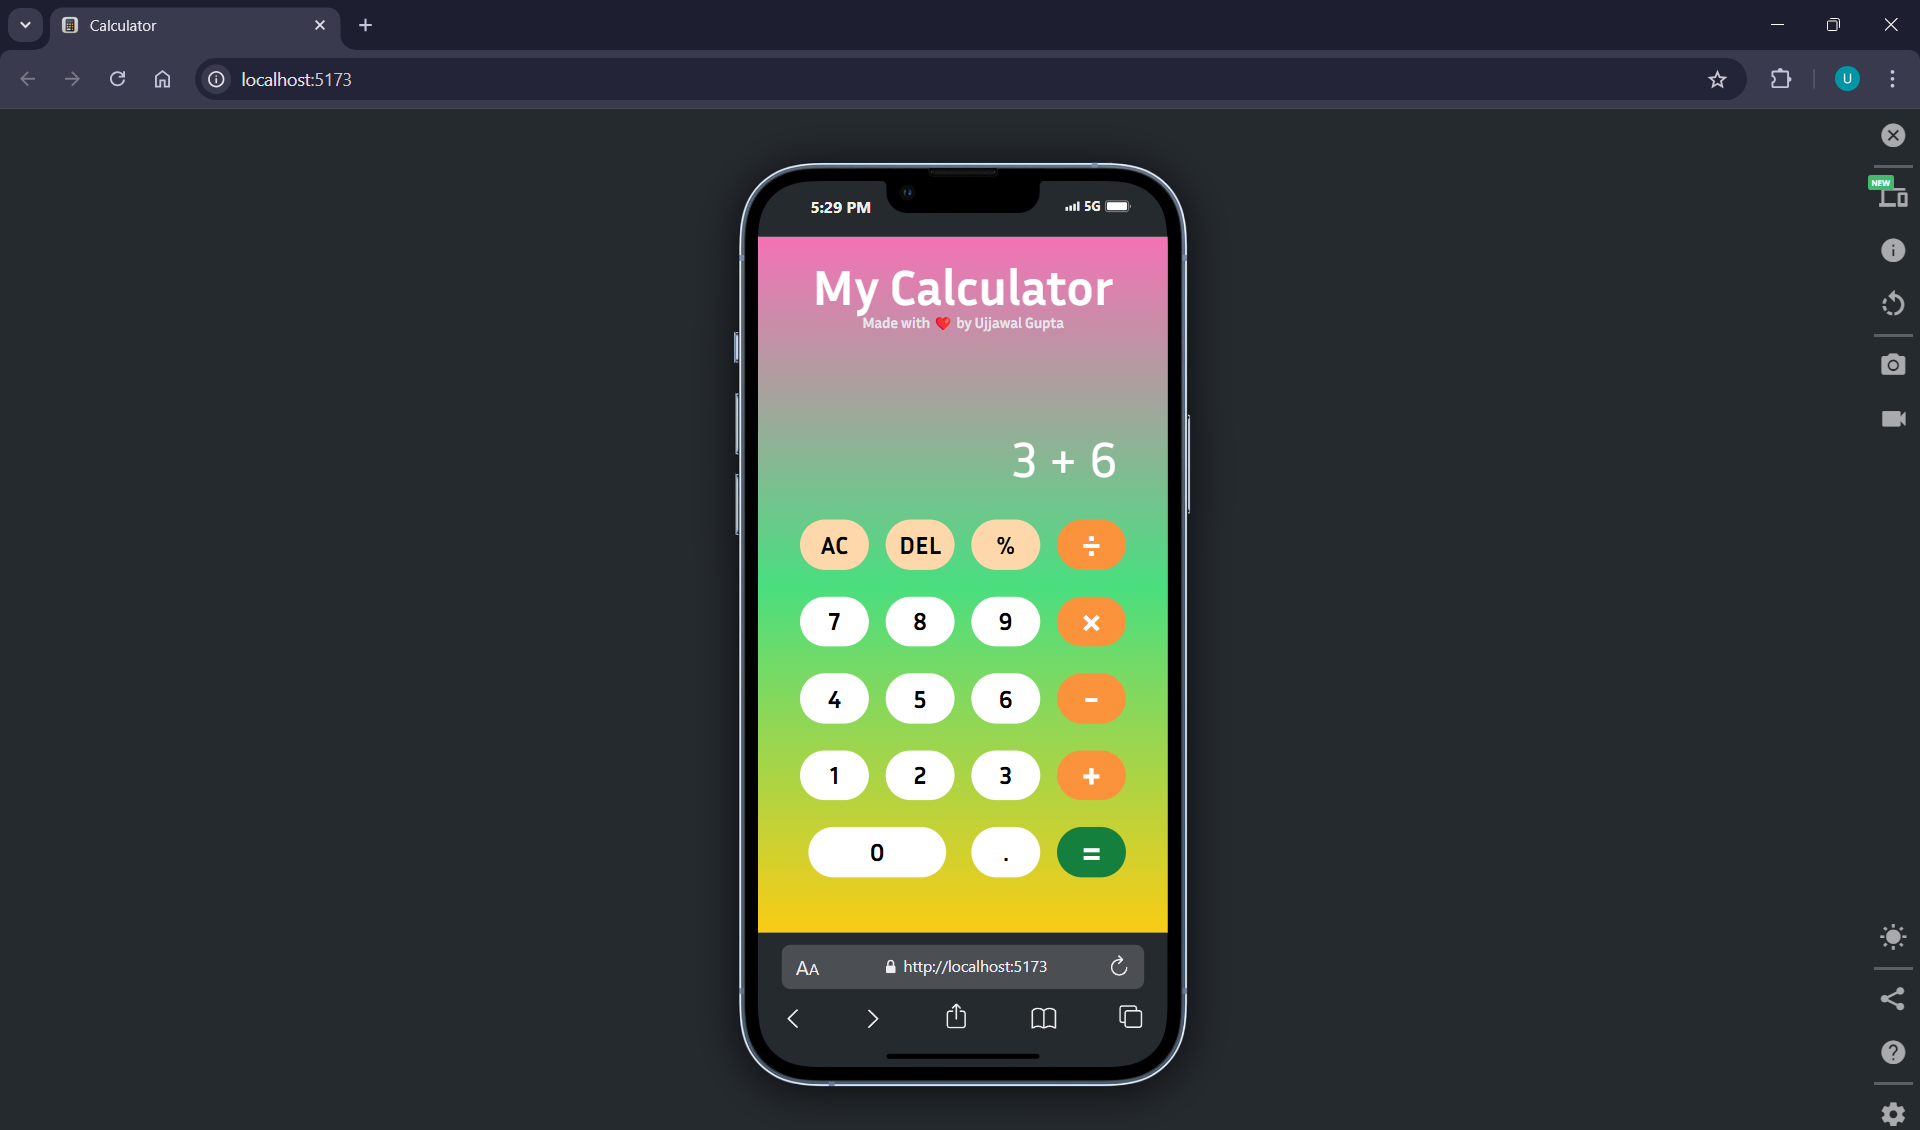 Calculator
localhost:5173
U
NEW
5:29 PM
5G
My Calculator
Made with ❤️ by Ujjawal Gupta
3 + 6
AC DEL % ÷
7 8 9 ×
4 5 6 -
1 2 3 +
0 . =
AA http://localhost:5173